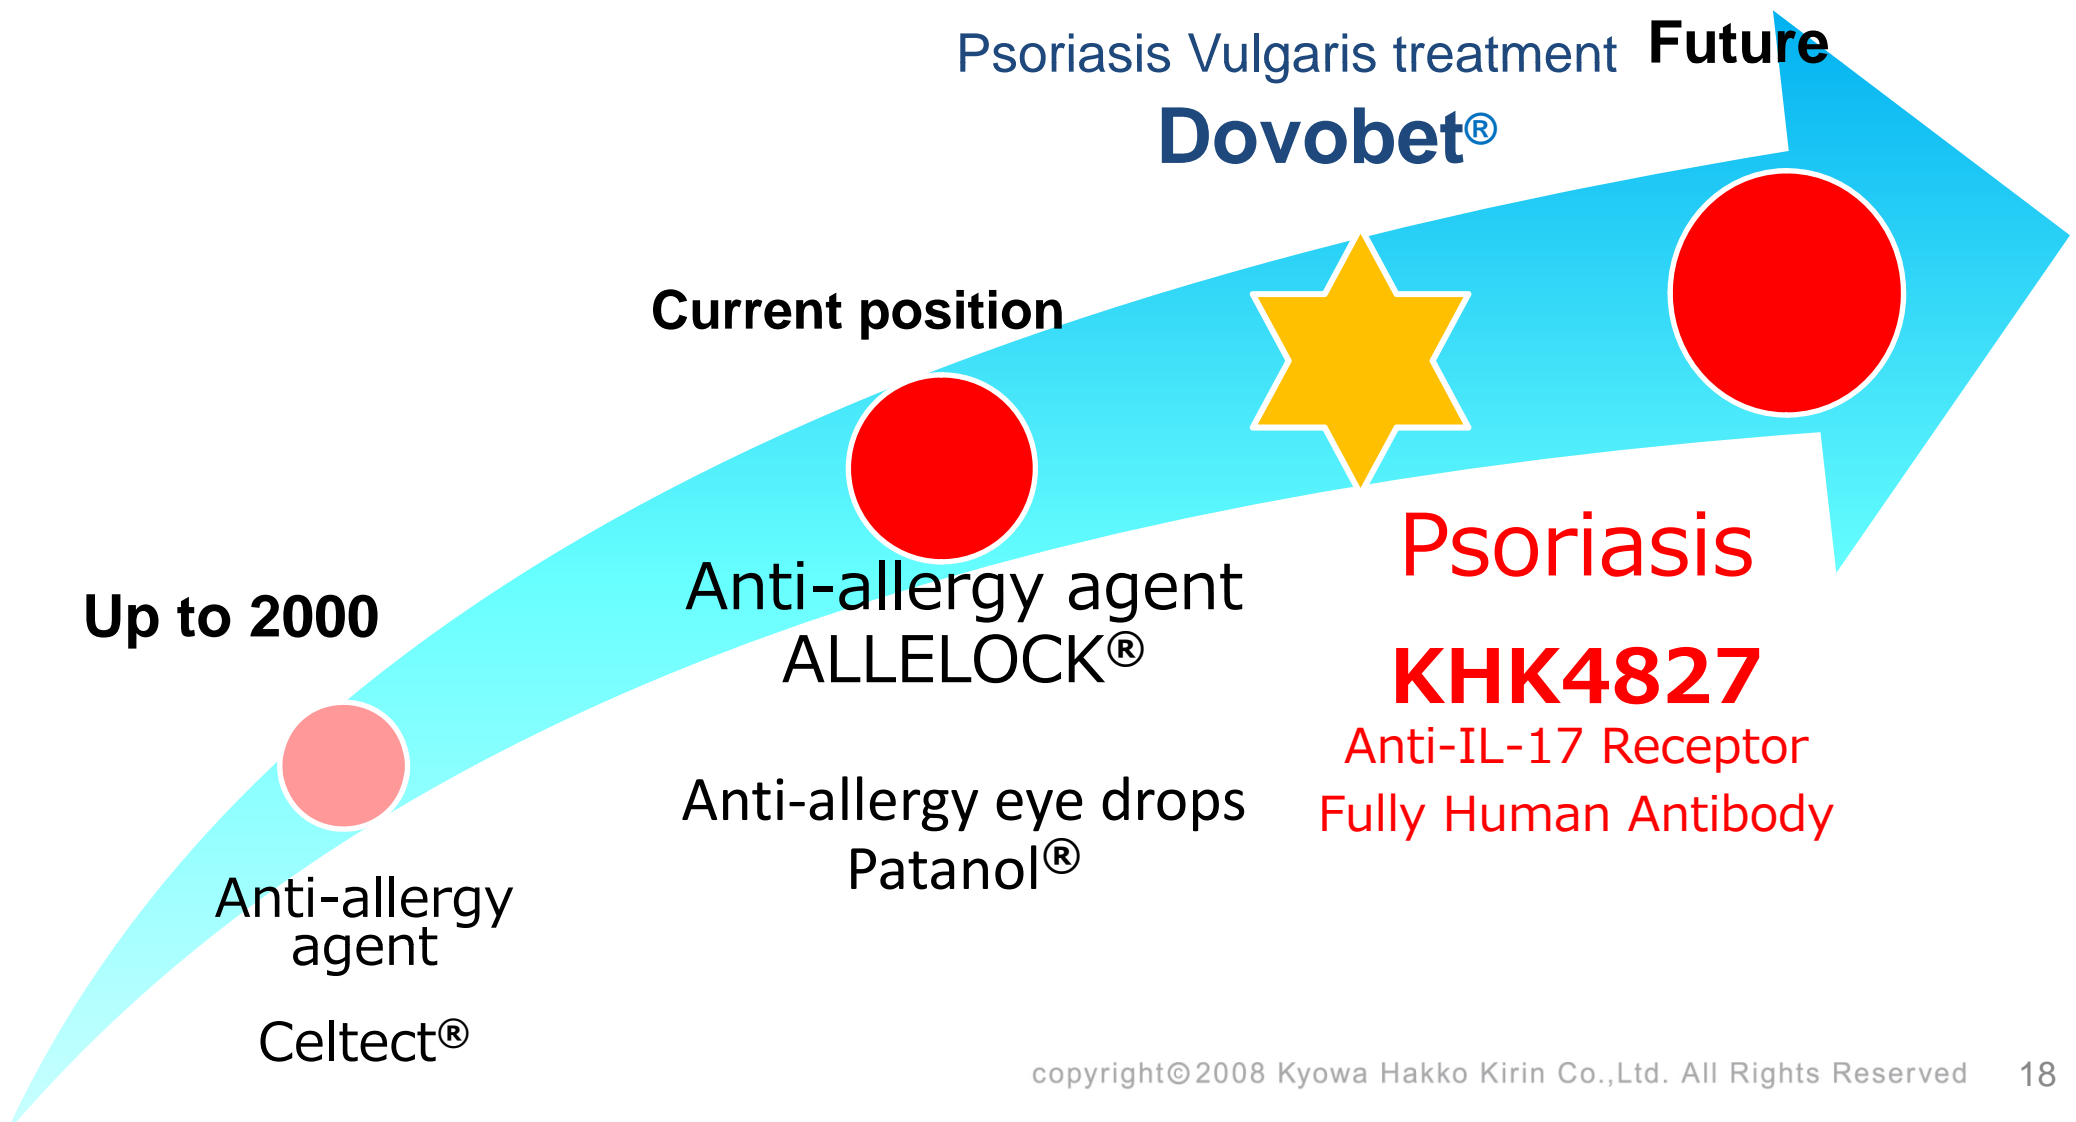 Psoriasis Vulgaris treatment
Dovobet®
Future
Current position
Up to 2000
Anti-allergy
agent
Celtect®
Anti-allergy agent
ALLELOCK®
Anti-allergy eye drops
Patanol®
Psoriasis
KHK4827
Anti-IL-17 Receptor
Fully Human Antibody
copyright©2008 Kyowa Hakko Kirin Co.,Ltd. All Rights Reserved
18